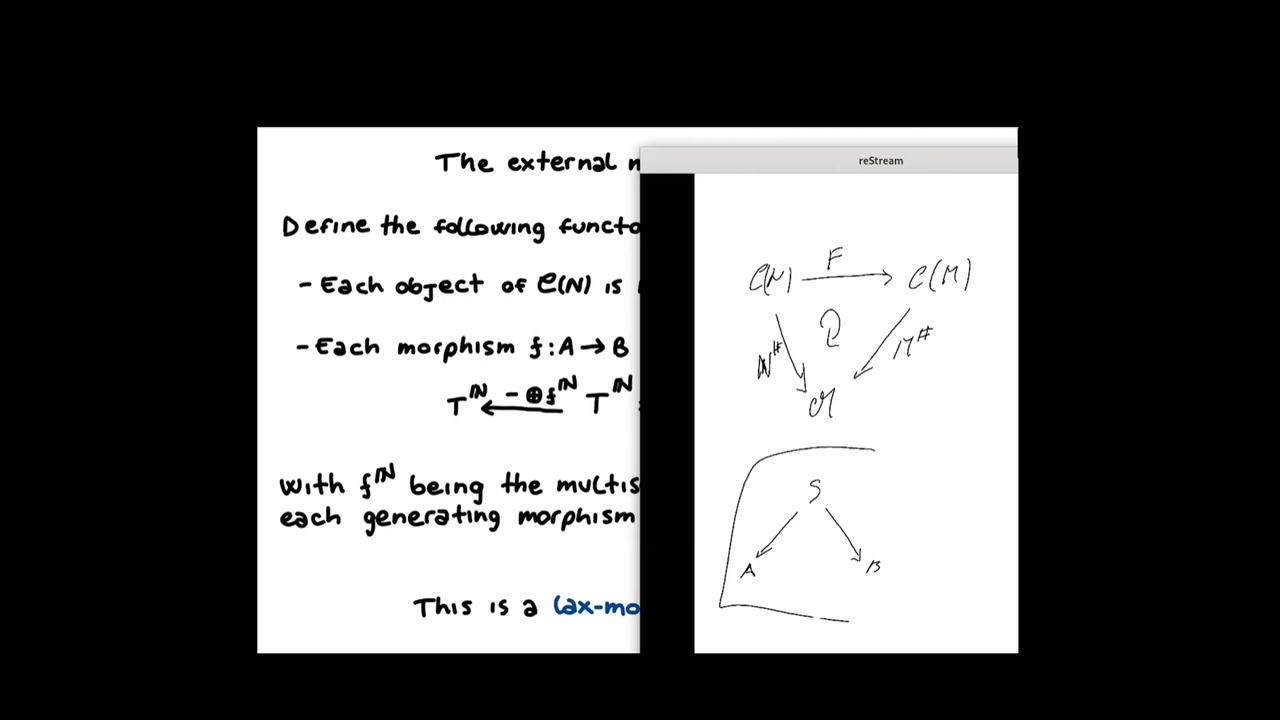 The external
Define the following functo
- Each object of C(N) is
- Each morphism f: A → B
T^ℕ ← - ⊕ f^ℕ T^ℕ
With f^ℕ being the multis
each generating morphism
This is a lax-mo
reStream
C(N) F C(M)
N# M#
S
A B